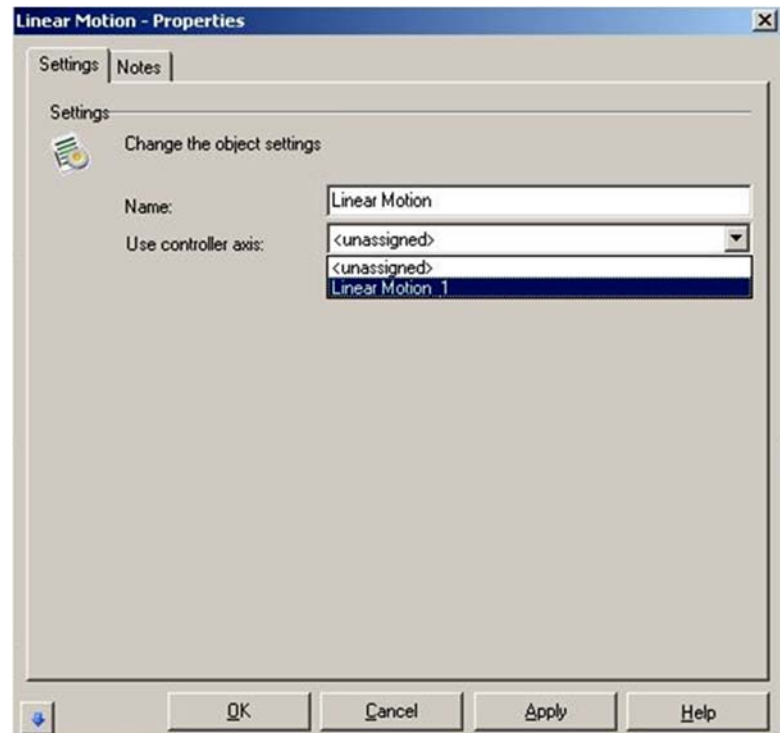 Linear Motion - Properties
Settings
Notes
Settings
Change the object settings
Name:
Linear Motion
Use controller axis:
<unassigned>
<unassigned>
Linear Motion_1
OK
Cancel
Apply
Help